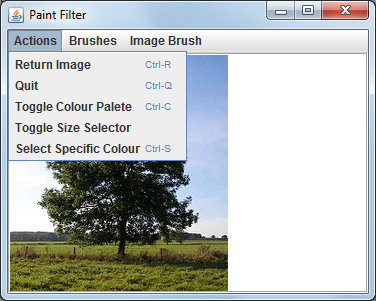 Paint Filter
Actions Brushes Image Brush
Return Image Ctrl-R
Quit Ctrl-Q
Toggle Colour Palete Ctrl-C
Toggle Size Selector
Select Specific Colour Ctrl-S